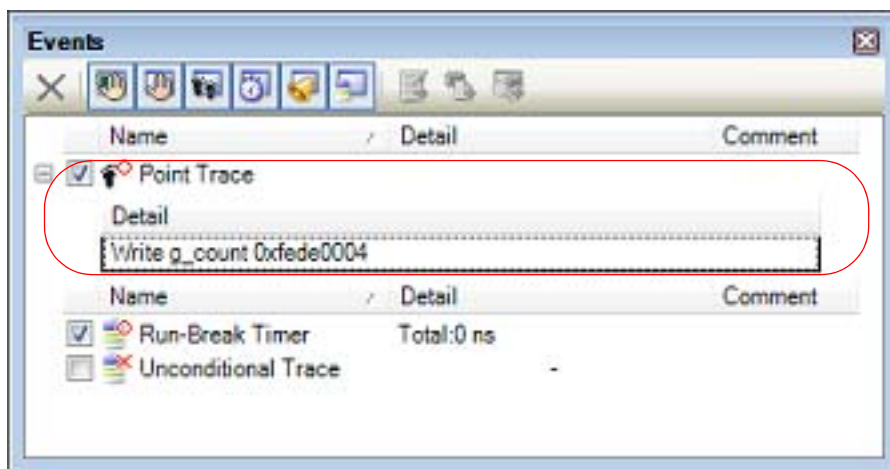 Events
Name Detail Comment
Point Trace
Detail
Write g_count 0xfede0004
Name Detail Comment
Run-Break Timer Total:0 ns
Unconditional Trace -